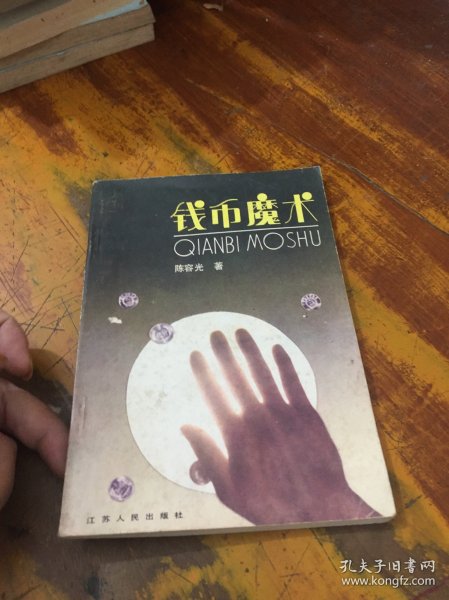 钱币魔术
QIANBI MOSHU
陈容光 著
江苏人民出版社
孔夫子旧书网
www.kongfz.com